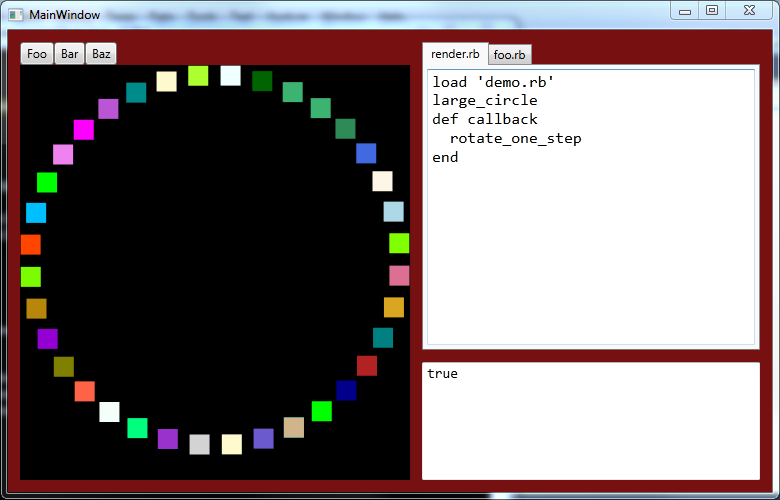 MainWindow
Foo Bar Baz
render.rb foo.rb
load 'demo.rb'
large_circle
def callback
  rotate_one_step
end
true